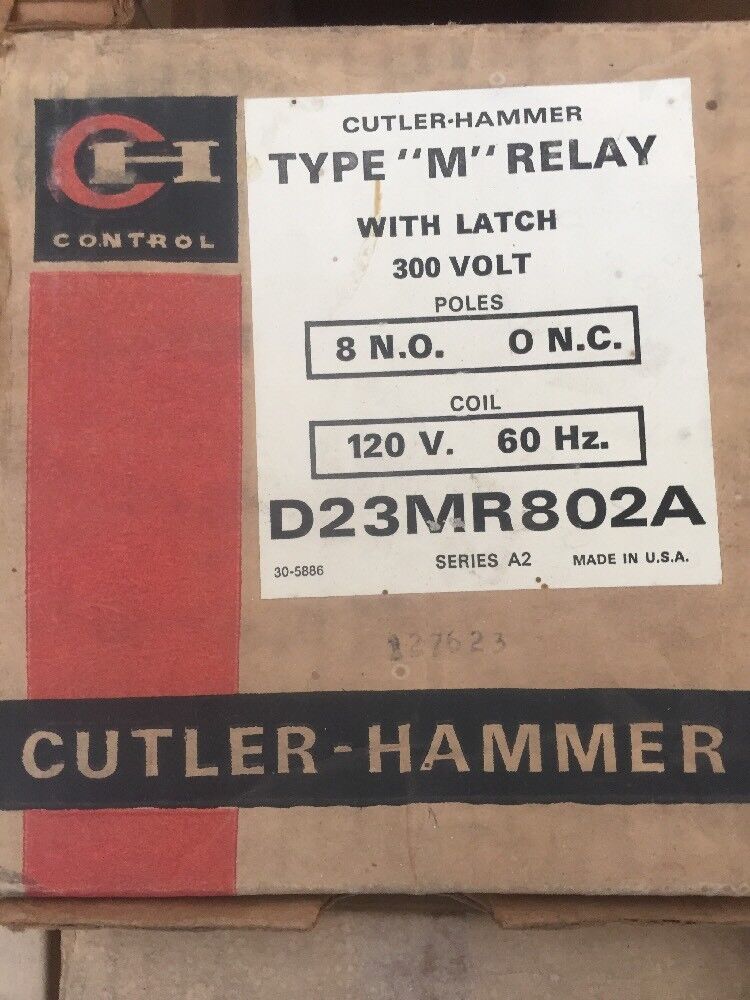 CH
CONTROL
CUTLER-HAMMER
TYPE "M" RELAY
WITH LATCH
300 VOLT
POLES
8 N.O. O N.C.
COIL
120 V. 60 Hz.
D23MR802A
30-5886 SERIES A2 MADE IN U.S.A.
127623
CUTLER-HAMMER